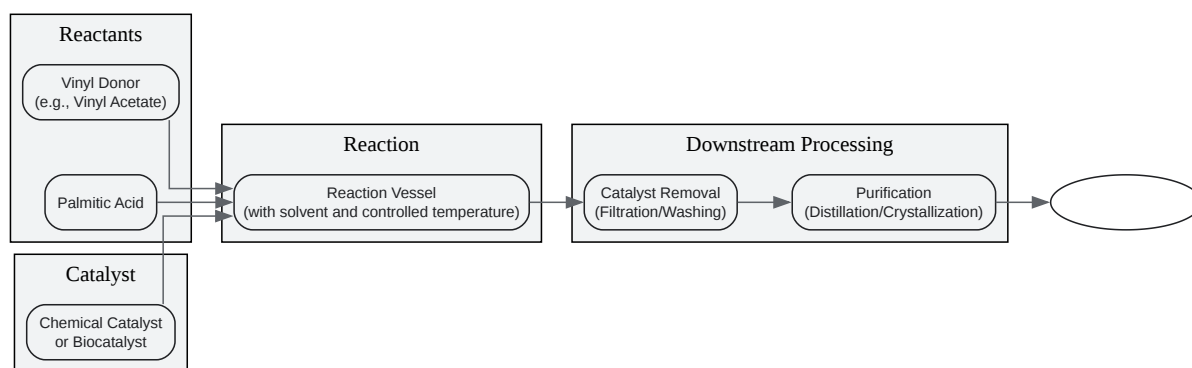 Reactants
Vinyl Donor
(e.g., Vinyl Acetate)
Palmitic Acid
Catalyst
Chemical Catalyst
or Biocatalyst
Reaction
Reaction Vessel
(with solvent and controlled temperature)
Downstream Processing
Catalyst Removal
(Filtration/Washing)
Purification
(Distillation/Crystallization)